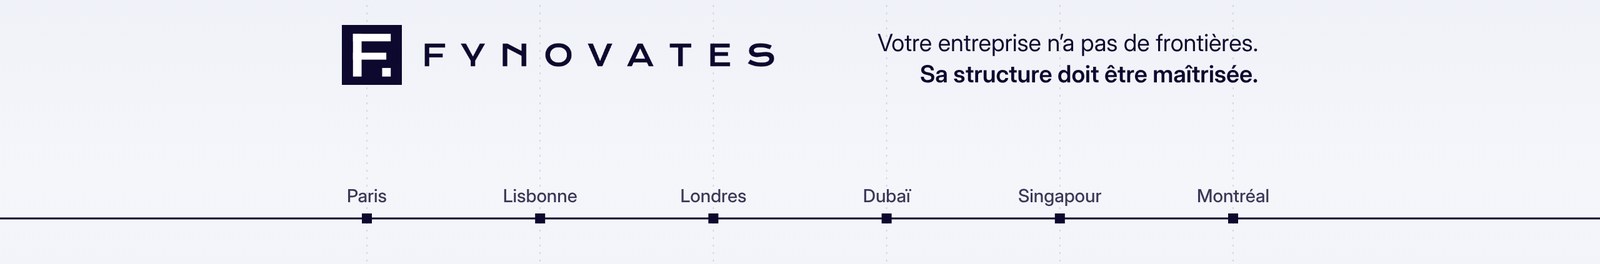 F.
FYNOVATES
Votre entreprise n’a pas de frontières.
Sa structure doit être maîtrisée.
Paris
Lisbonne
Londres
Dubaï
Singapour
Montréal